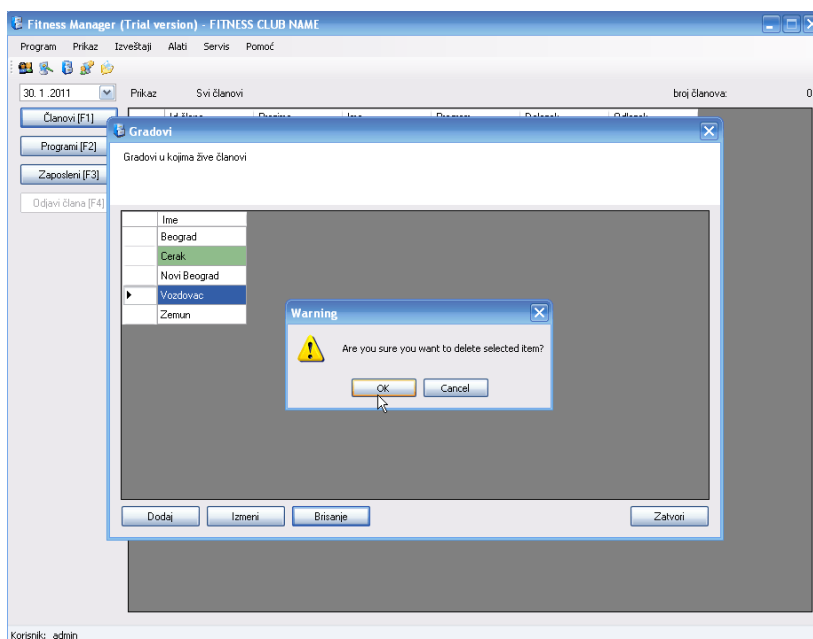 Fitness Manager (Trial version) - FITNESS CLUB NAME
Program Prikaz Izveštaji Alati Servis Pomoć
30. 1 .2011 Prikaz Svi članovi broj članova: 0
Članovi [F1]
Programi [F2]
Zaposleni [F3]
Odjavi člana [F4]
Gradovi
Gradovi u kojima žive članovi
Ime
Beograd
Cerak
Novi Beograd
Vozdovac
Zemun
Warning
Are you sure you want to delete selected item?
OK Cancel
Dodaj Izmeni Brisanje Zatvori
Korisnik: admin